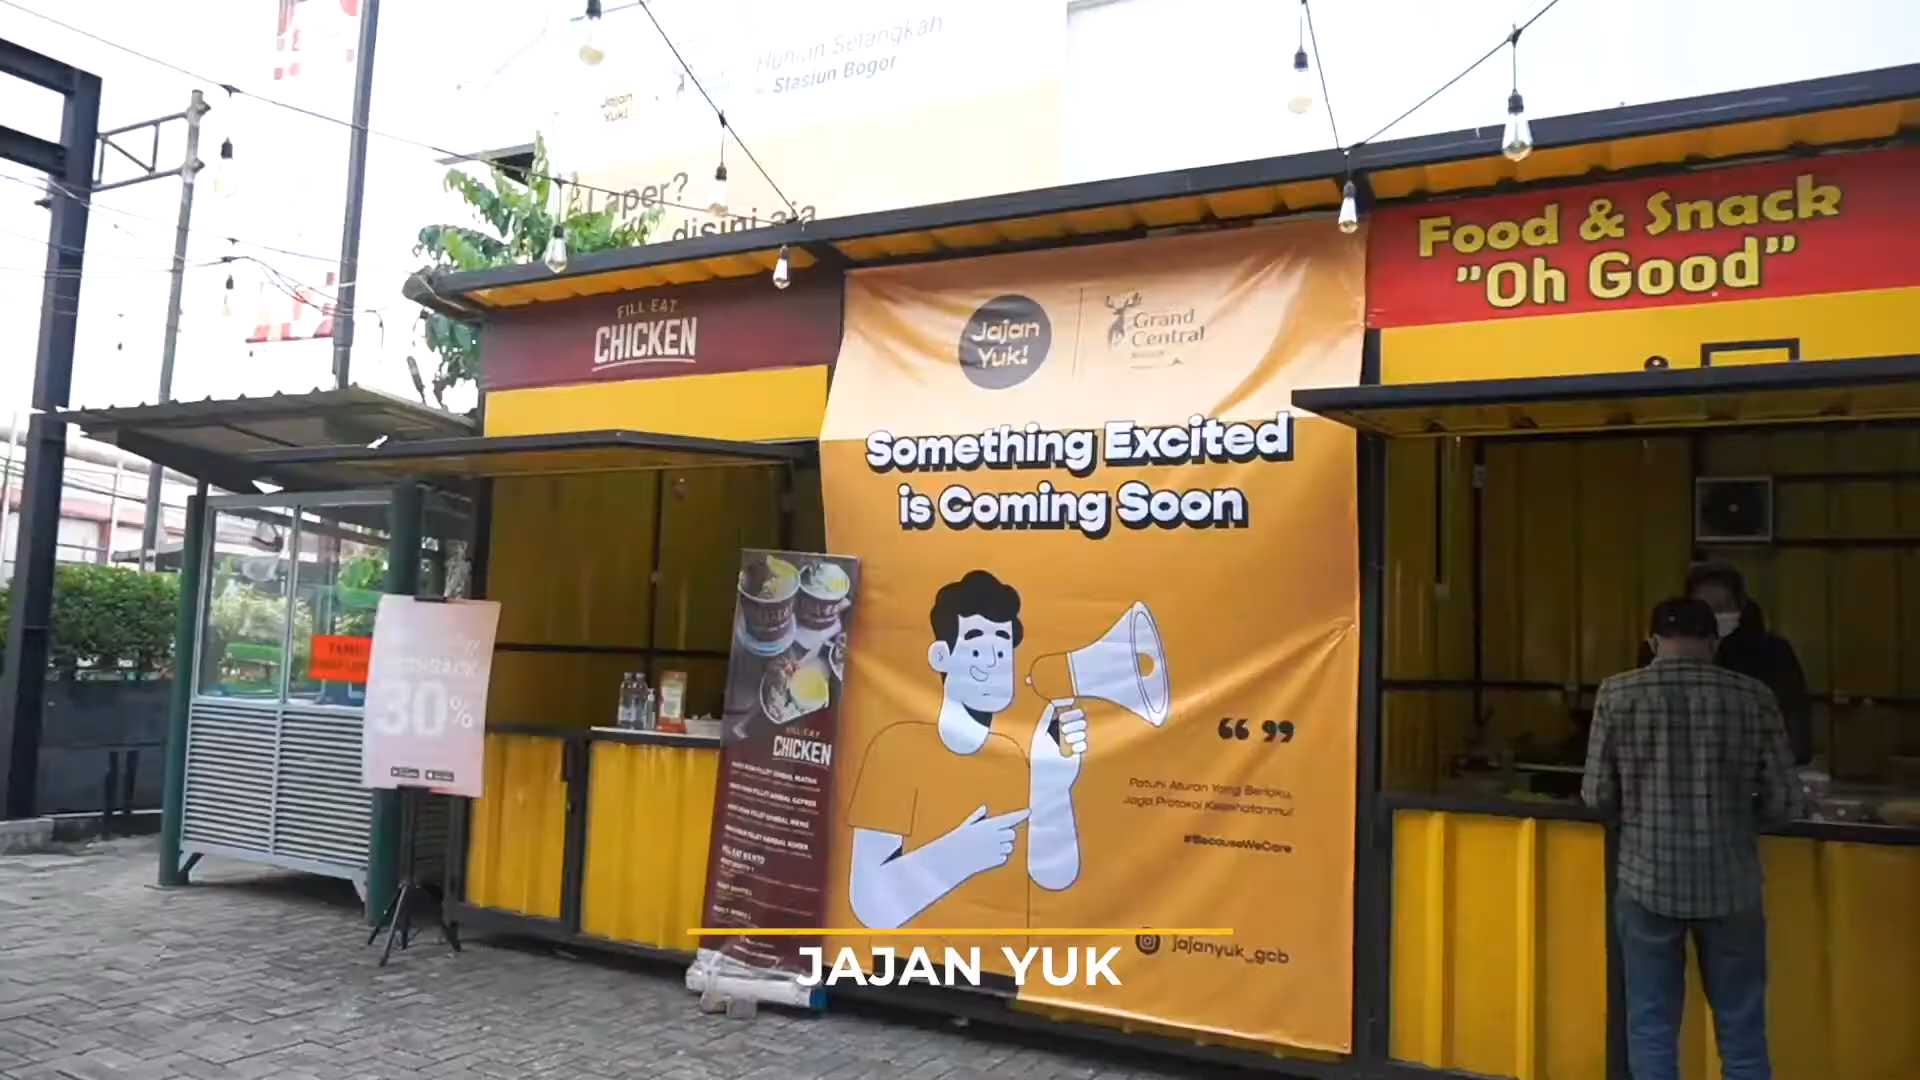 Hunian Selangkah
Stasiun Bogor
Jajan
Yuk!
Laper?
disini aja
FILL-EAT
CHICKEN
Jajan
Yuk!
Grand
Central
Something Excited
is Coming Soon
Food & Snack
"Oh Good"
30%
FILL-EAT
CHICKEN
❝ ❞
Patuhi Aturan Yang Berlaku,
Jaga Protokol Kesehatanmu!
#BecauseWeCare
jajanyuk_gcb
JAJAN YUK